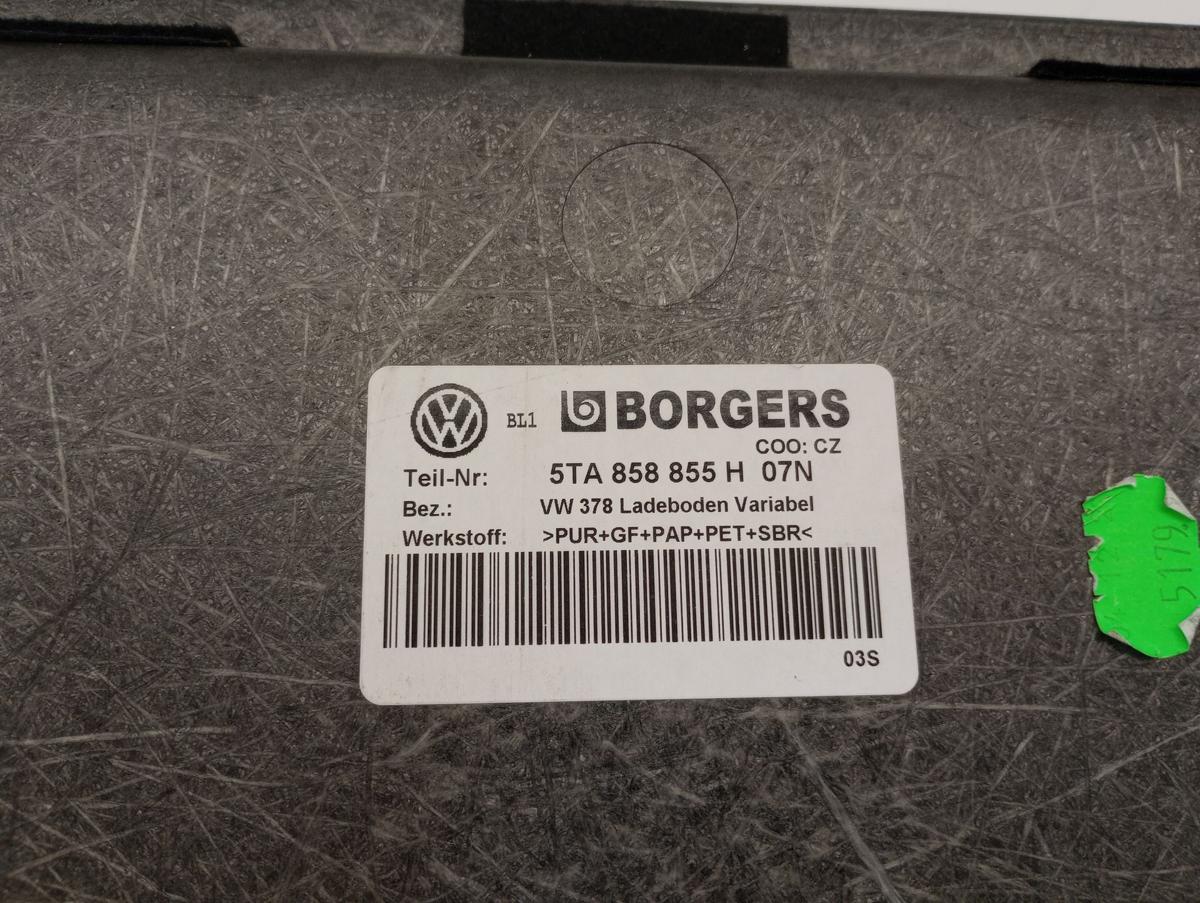 BL1 BORGERS
COO: CZ
Teil-Nr: 5TA 858 855 H 07N
Bez.: VW 378 Ladeboden Variabel
Werkstoff: >PUR+GF+PAP+PET+SBR<
03S
5179